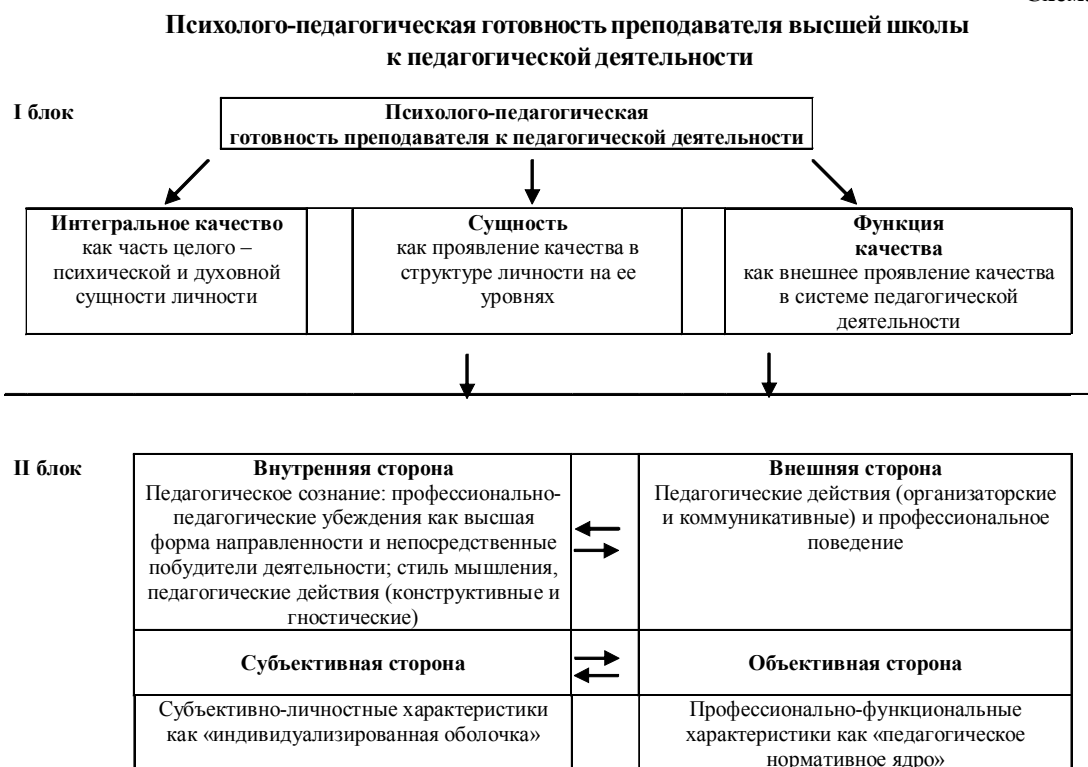 Психолого-педагогическая готовность преподавателя высшей школы
к педагогической деятельности
I блок
Психолого-педагогическая
готовность преподавателя к педагогической деятельности
Интегральное качество
как часть целого –
психической и духовной
сущности личности
Сущность
как проявление качества в
структуре личности на ее
уровнях
Функция
качества
как внешнее проявление качества
в системе педагогической
деятельности
II блок
Внутренняя сторона
Педагогическое сознание: профессионально-
педагогические убеждения как высшая
форма направленности и непосредственные
побудители деятельности; стиль мышления,
педагогические действия (конструктивные и
гностические)
Внешняя сторона
Педагогические действия (организаторские
и коммуникативные) и профессиональное
поведение
Субъективная сторона
Объективная сторона
Субъективно-личностные характеристики
как «индивидуализированная оболочка»
Профессионально-функциональные
характеристики как «педагогическое
нормативное ядро»